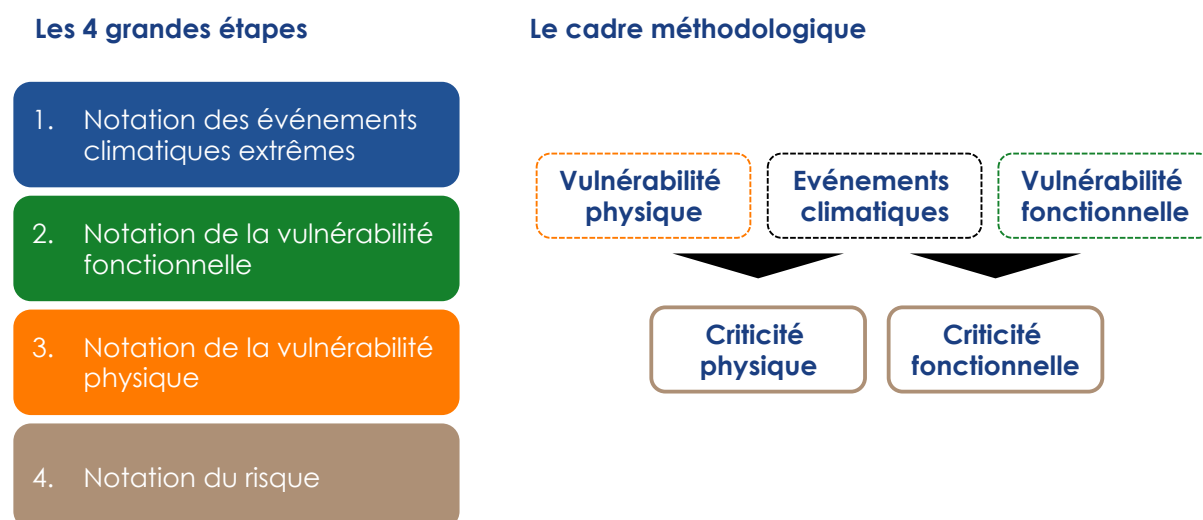 Les 4 grandes étapes
1. Notation des événements
climatiques extrêmes
2. Notation de la vulnérabilité
fonctionnelle
3. Notation de la vulnérabilité
physique
4. Notation du risque
Le cadre méthodologique
Vulnérabilité
physique
Evénements
climatiques
Vulnérabilité
fonctionnelle
Criticité
physique
Criticité
fonctionnelle